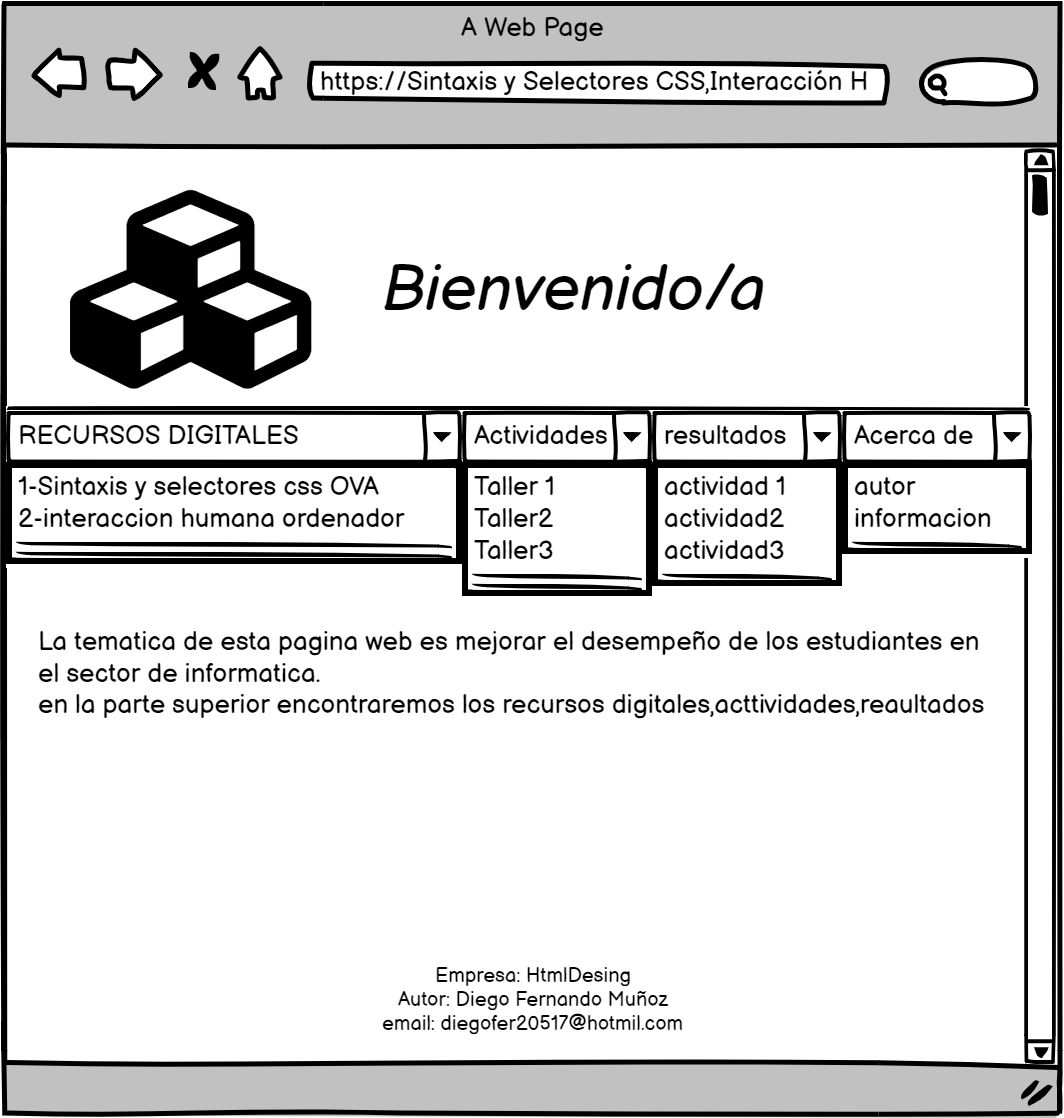 A Web Page
https://Sintaxis y Selectores CSS,Interacción H
Bienvenido/a
RECURSOS DIGITALES
1-Sintaxis y selectores css OVA
2-interaccion humana ordenador
Actividades
Taller 1
Taller2
Taller3
resultados
actividad 1
actividad2
actividad3
Acerca de
autor
informacion
La tematica de esta pagina web es mejorar el desempeño de los estudiantes en
el sector de informatica.
en la parte superior encontraremos los recursos digitales,acttividades,reaultados
Empresa: HtmlDesing
Autor: Diego Fernando Muñoz
email: diegofer20517@hotmil.com